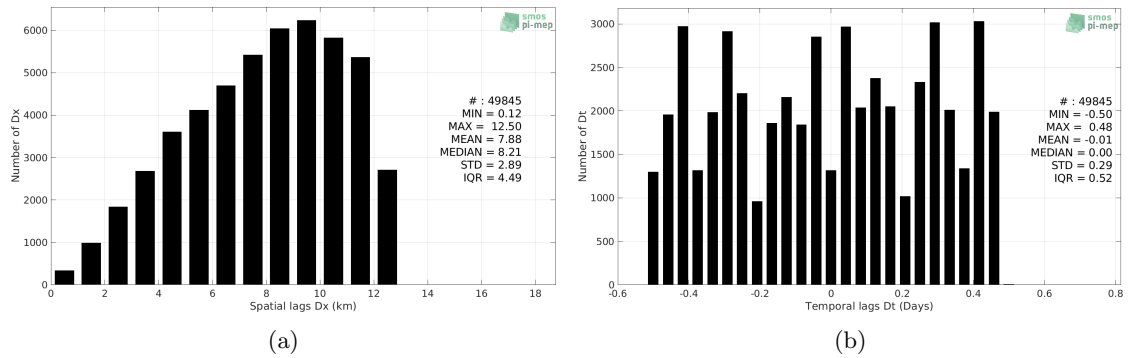 smos
pi-mep
6000
5000
4000
3000
2000
1000
0
Number of Dx
# : 49845
MIN = 0.12
MAX = 12.50
MEAN = 7.88
MEDIAN = 8.21
STD = 2.89
IQR = 4.49
0 2 4 6 8 10 12 14 16 18
Spatial lags Dx (km)
(a)
smos
pi-mep
3000
2500
2000
1500
1000
500
0
Number of Dt
# : 49845
MIN = -0.50
MAX = 0.48
MEAN = -0.01
MEDIAN = 0.00
STD = 0.29
IQR = 0.52
-0.6 -0.4 -0.2 0 0.2 0.4 0.6 0.8
Temporal lags Dt (Days)
(b)